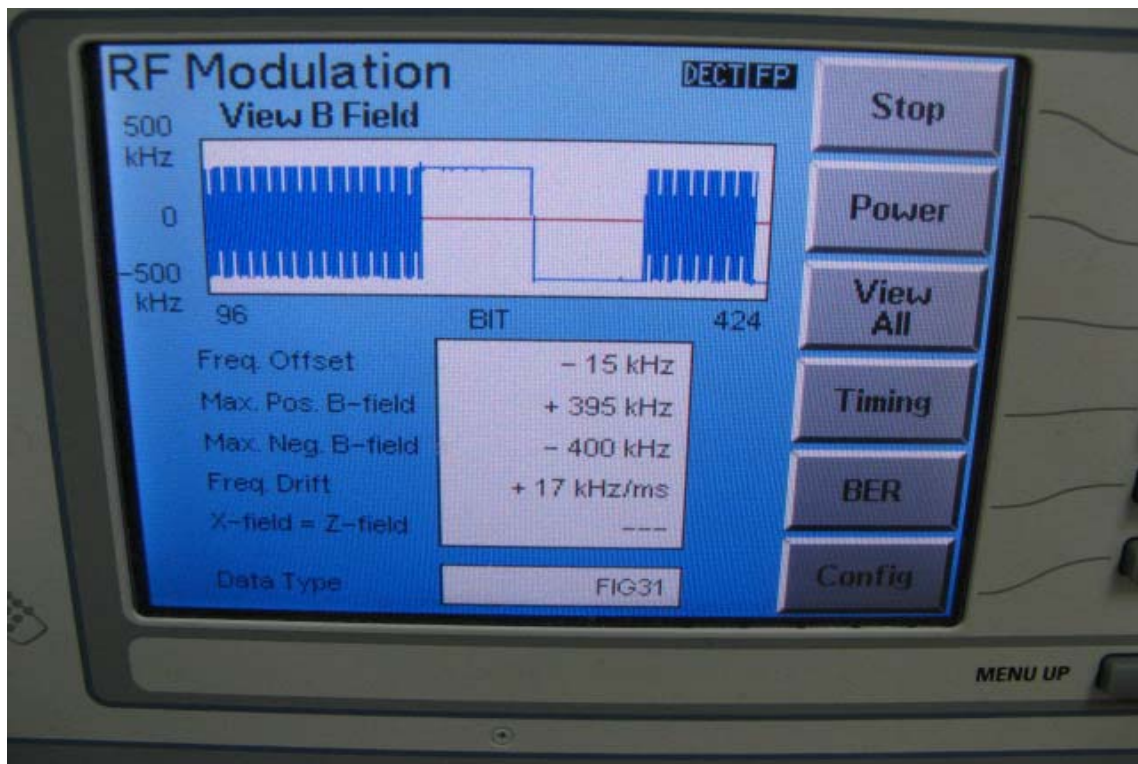 RF Modulation
DECT FP
View B Field
500
kHz
0
-500
kHz
96 BIT 424
Freq. Offset - 15 kHz
Max. Pos. B-field + 395 kHz
Max. Neg. B-field - 400 kHz
Freq. Drift + 17 kHz/ms
X-field = Z-field ---
Data Type FIG31
Stop
Power
View
All
Timing
BER
Config
MENU UP